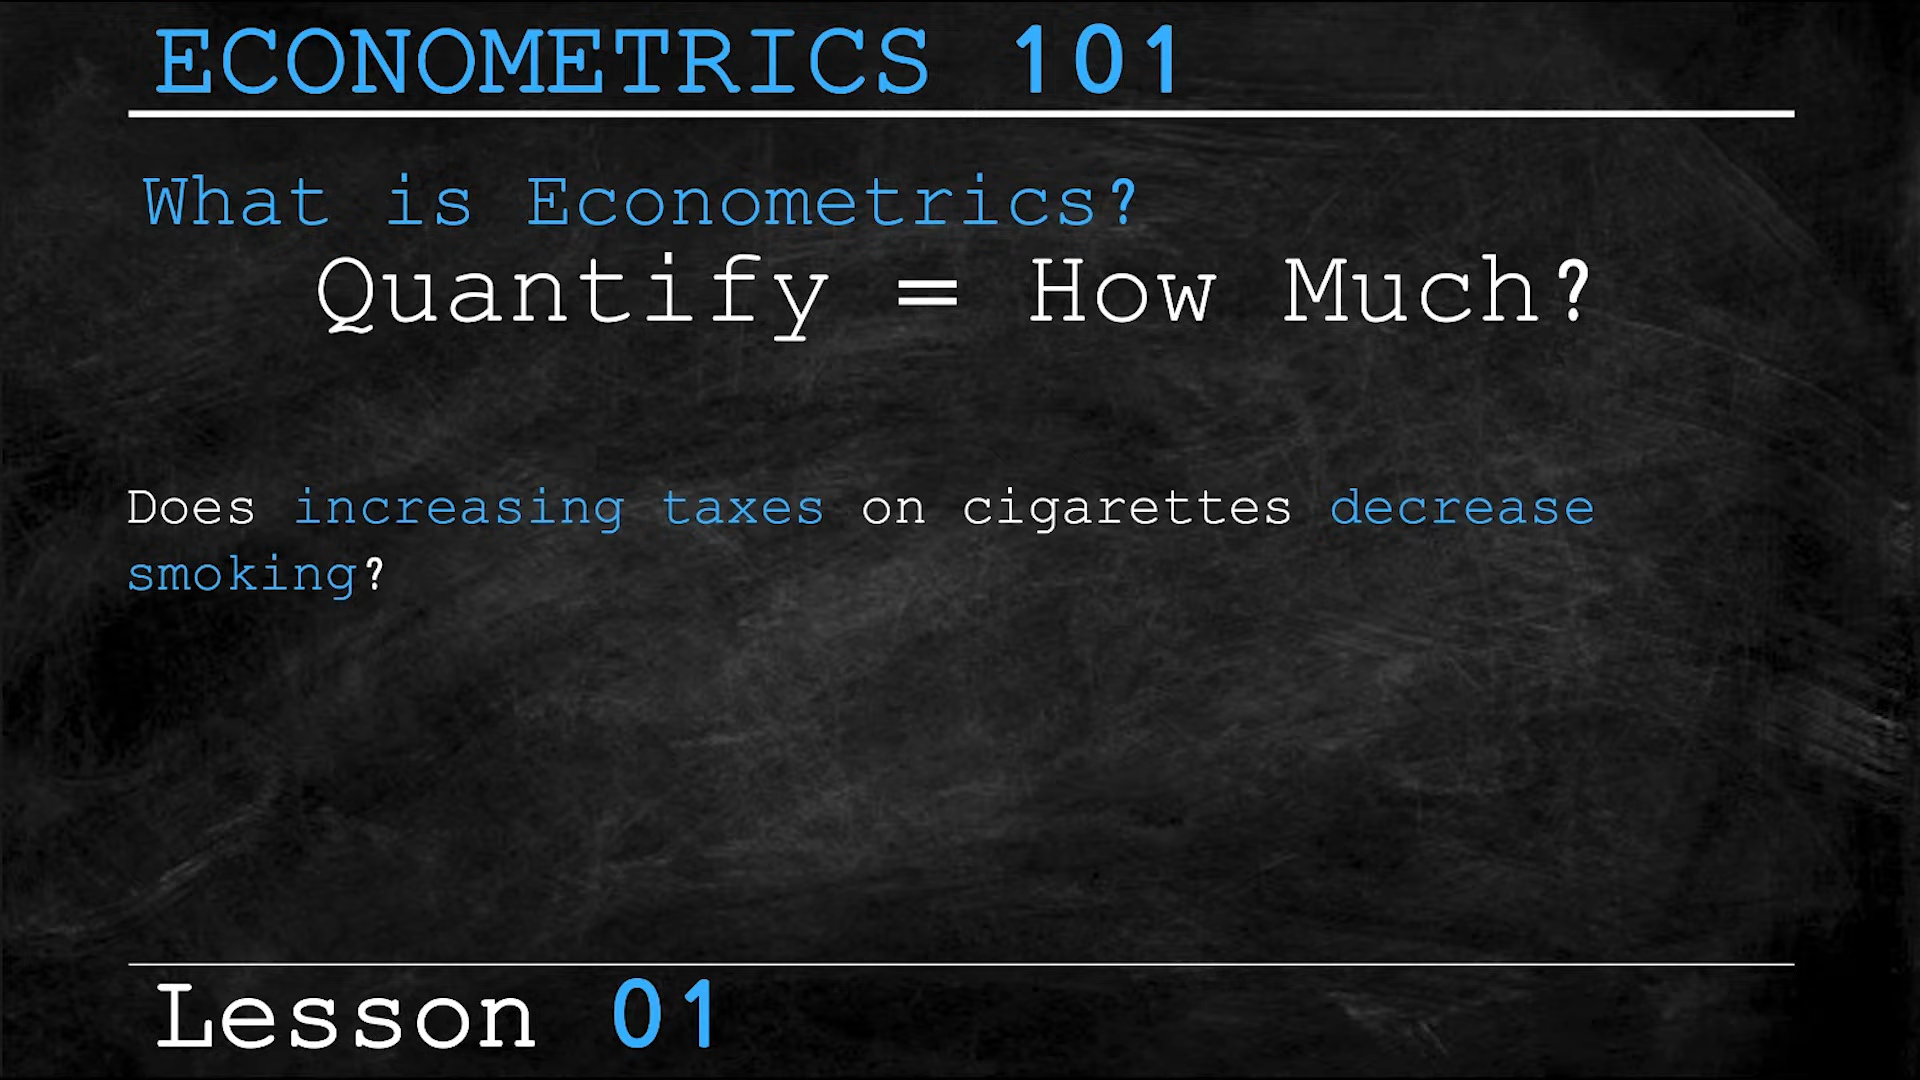 ECONOMETRICS 101
What is Econometrics?
Quantify = How Much?
Does increasing taxes on cigarettes decrease
smoking?
Lesson 01